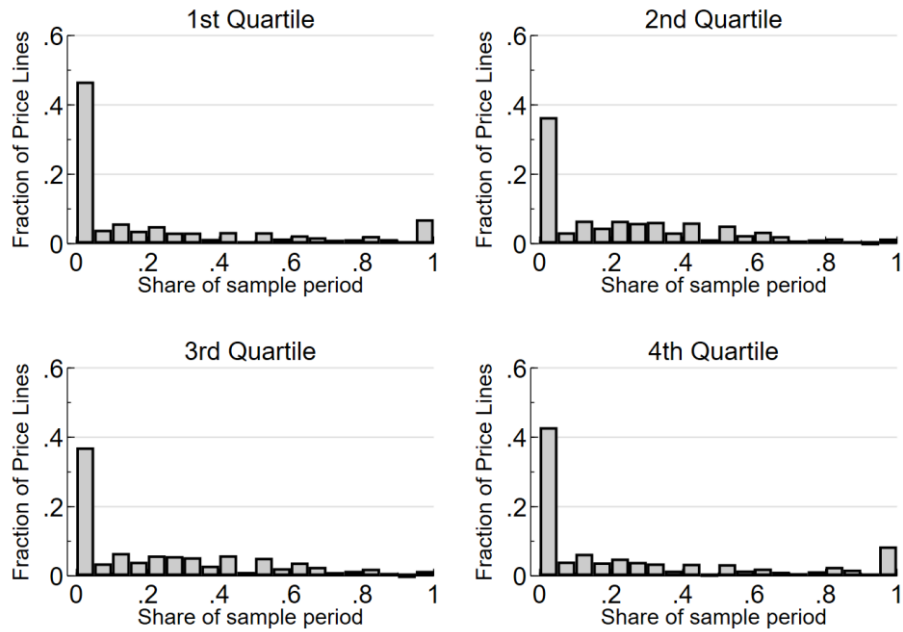 1st Quartile
Fraction of Price Lines
.6
.4
.2
0
0 .2 .4 .6 .8 1
Share of sample period
2nd Quartile
Fraction of Price Lines
.6
.4
.2
0
0 .2 .4 .6 .8 1
Share of sample period
3rd Quartile
Fraction of Price Lines
.6
.4
.2
0
0 .2 .4 .6 .8 1
Share of sample period
4th Quartile
Fraction of Price Lines
.6
.4
.2
0
0 .2 .4 .6 .8 1
Share of sample period